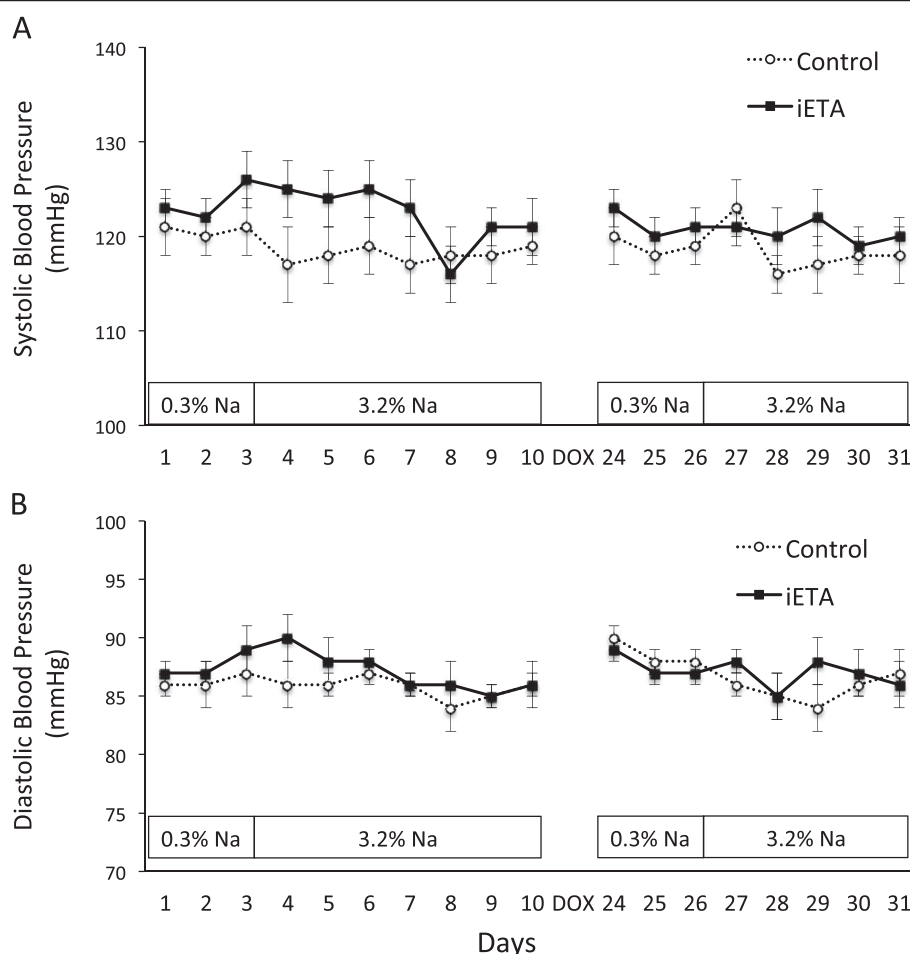 A
140
130
120
110
100
Systolic Blood Pressure
(mmHg)
Control
iETA
0.3% Na
3.2% Na
0.3% Na
3.2% Na
1 2 3 4 5 6 7 8 9 10 DOX 24 25 26 27 28 29 30 31
B
100
95
90
85
80
75
70
Diastolic Blood Pressure
(mmHg)
Control
iETA
0.3% Na
3.2% Na
0.3% Na
3.2% Na
1 2 3 4 5 6 7 8 9 10 DOX 24 25 26 27 28 29 30 31
Days